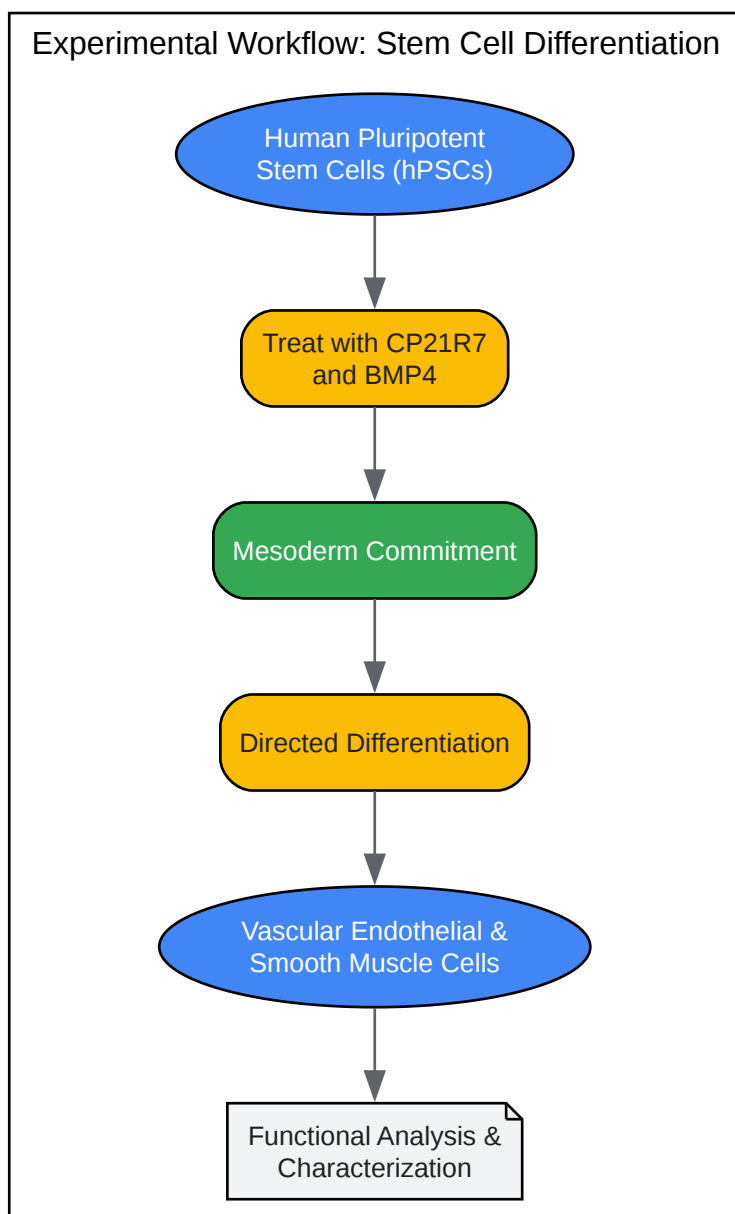 Experimental Workflow: Stem Cell Differentiation
Human Pluripotent
Stem Cells (hPSCs)
Treat with CP21R7
and BMP4
Mesoderm Commitment
Directed Differentiation
Vascular Endothelial &
Smooth Muscle Cells
Functional Analysis &
Characterization